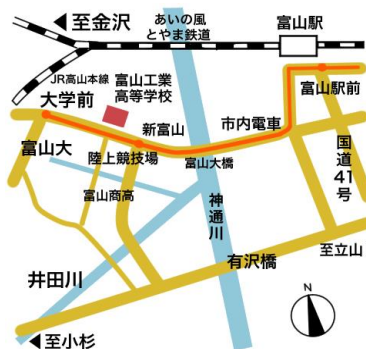 ◀至金沢
あいの風
とやま鉄道
富山駅
JR高山本線
富山工業
高等学校
大学前
富山駅前
新富山
市内電車
富山大
陸上競技場
富山大橋
国道41号
富山商高
神通川
至立山
有沢橋
井田川
N
◀至小杉